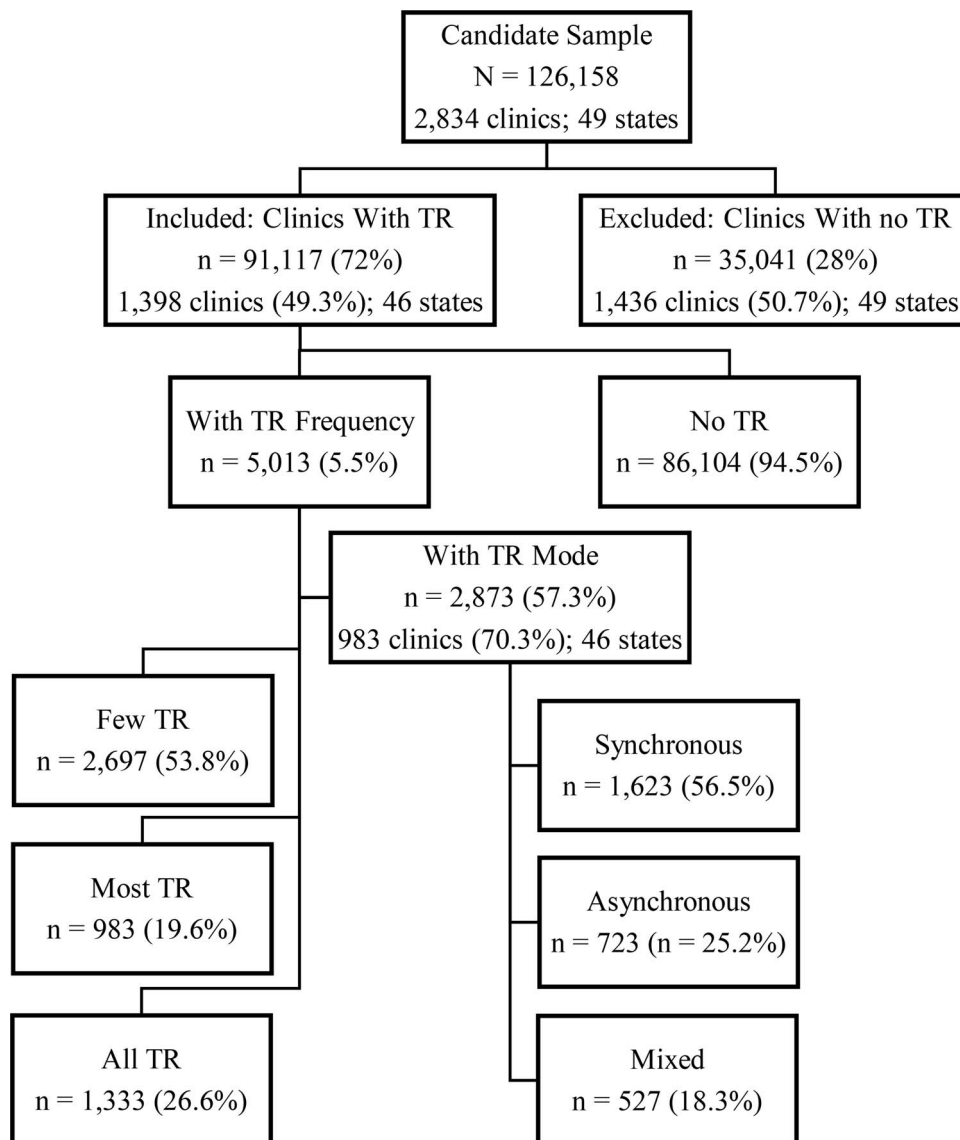 Candidate Sample
N = 126,158
2,834 clinics; 49 states
Included: Clinics With TR
n = 91,117 (72%)
1,398 clinics (49.3%); 46 states
Excluded: Clinics With no TR
n = 35,041 (28%)
1,436 clinics (50.7%); 49 states
With TR Frequency
n = 5,013 (5.5%)
No TR
n = 86,104 (94.5%)
With TR Mode
n = 2,873 (57.3%)
983 clinics (70.3%); 46 states
Few TR
n = 2,697 (53.8%)
Most TR
n = 983 (19.6%)
All TR
n = 1,333 (26.6%)
Synchronous
n = 1,623 (56.5%)
Asynchronous
n = 723 (n = 25.2%)
Mixed
n = 527 (18.3%)